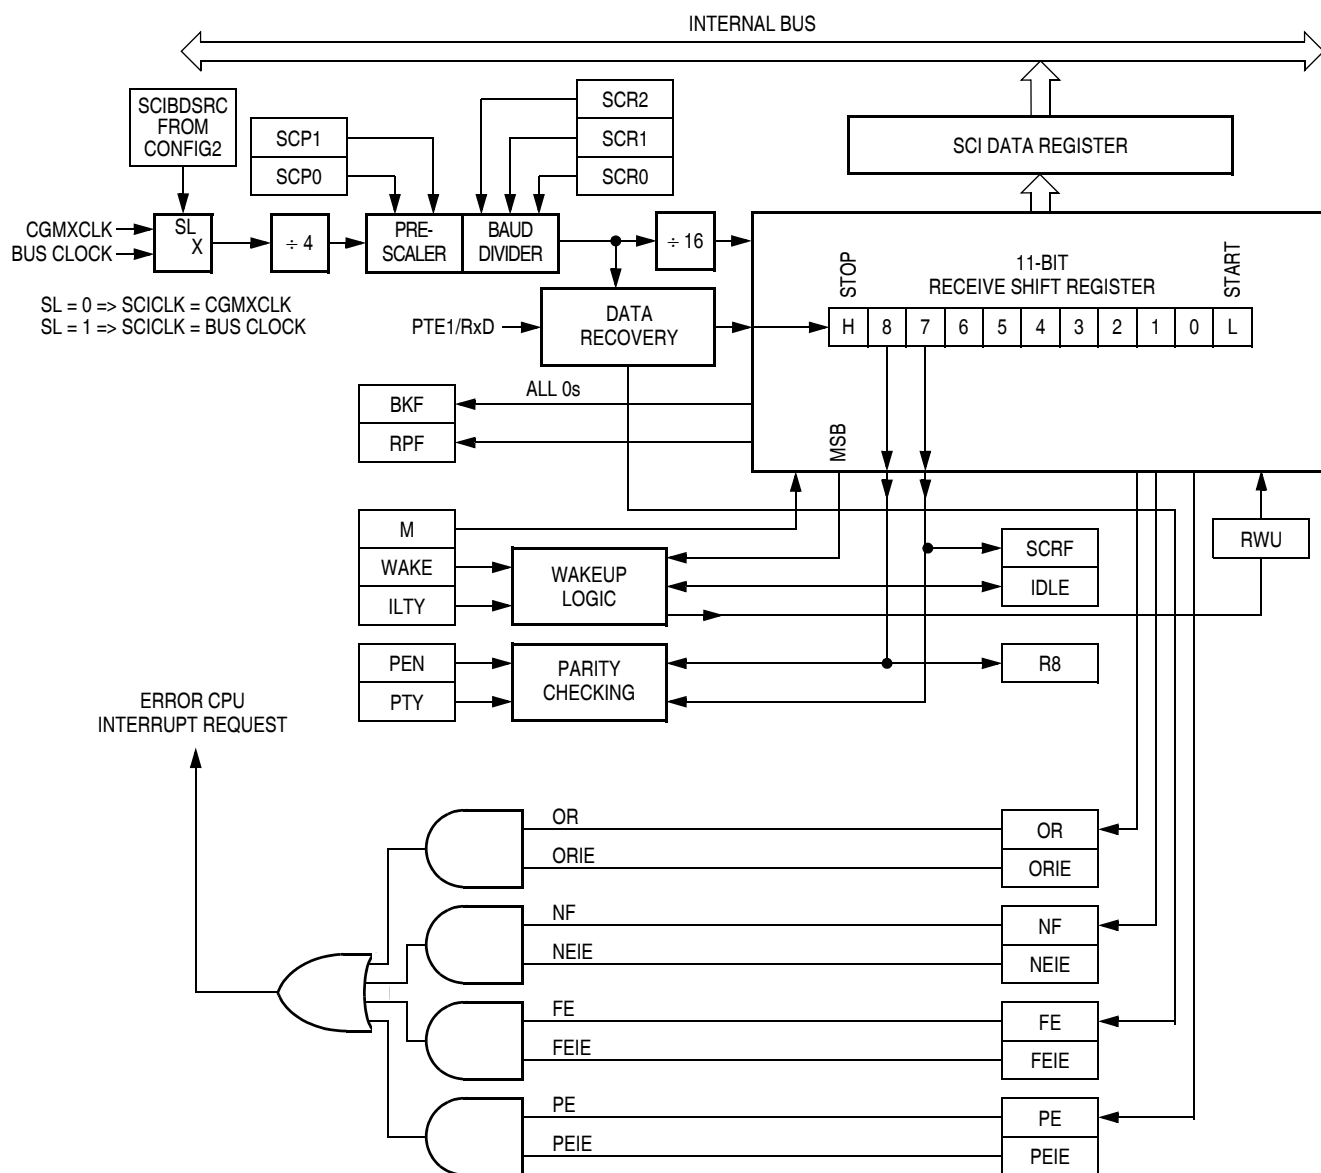 INTERNAL BUS
SCIBDSRC
FROM
CONFIG2
SCP1
SCP0
SCR2
SCR1
SCR0
SCI DATA REGISTER
CGMXCLK
BUS CLOCK
SL
X
÷ 4
PRE-
SCALER
BAUD
DIVIDER
÷ 16
SL = 0 => SCICLK = CGMXCLK
SL = 1 => SCICLK = BUS CLOCK
PTE1/RxD
DATA
RECOVERY
STOP
11-BIT
RECEIVE SHIFT REGISTER
START
H 8 7 6 5 4 3 2 1 0 L
ALL 0s
BKF
RPF
MSB
M
WAKE
ILTY
WAKEUP
LOGIC
SCRF
IDLE
RWU
PEN
PTY
PARITY
CHECKING
R8
ERROR CPU
INTERRUPT REQUEST
OR
OR
ORIE
ORIE
NF
NF
NEIE
NEIE
FE
FE
FEIE
FEIE
PE
PE
PEIE
PEIE